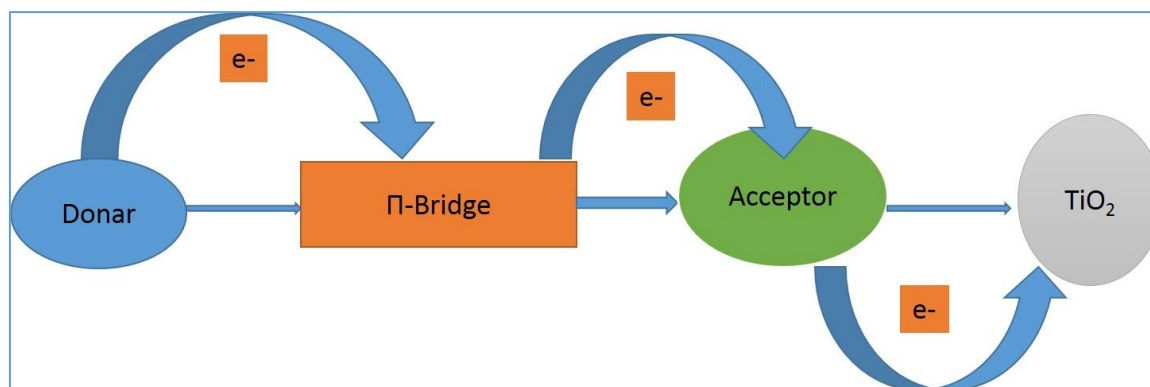 e-
e-
Donar
Π-Bridge
Acceptor
TiO₂
e-